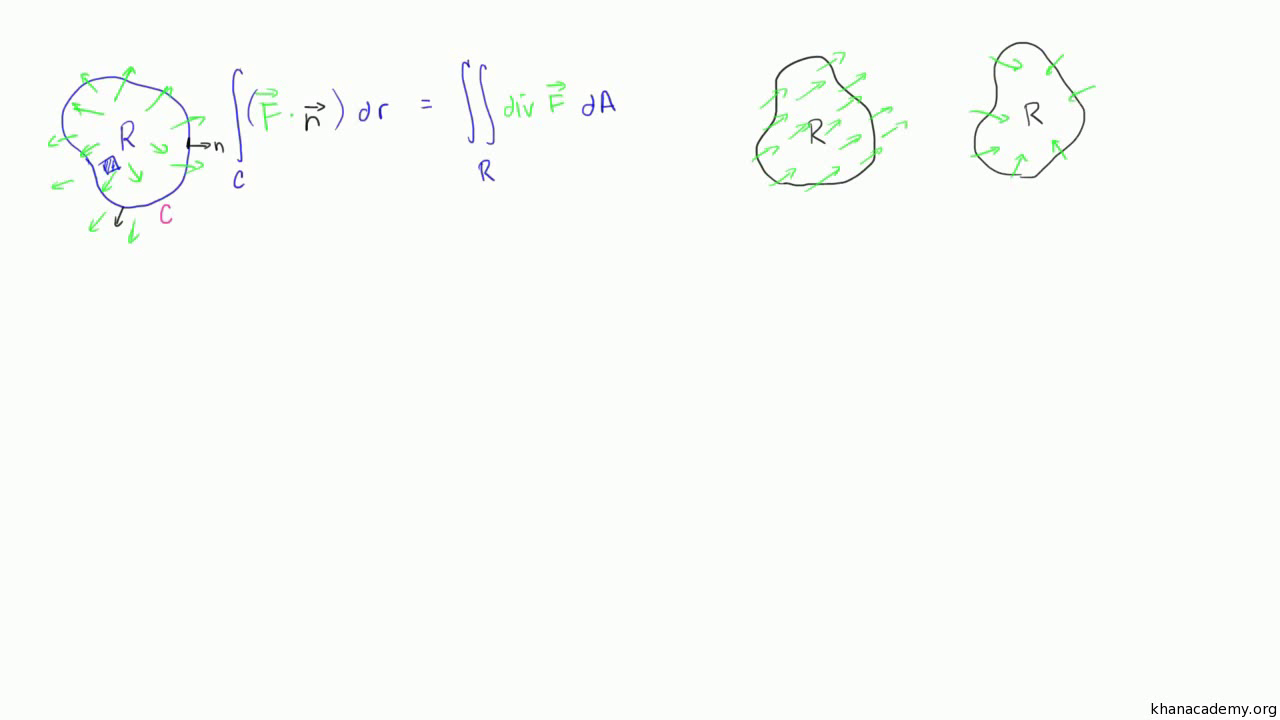 R
n
C
∫ (F⃗ · n⃗) dr = ∬ div F⃗ dA
C
R
R
R
khanacademy.org